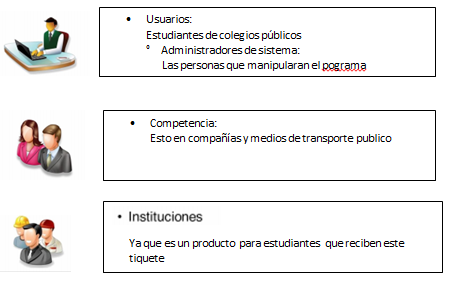 • Usuarios:
Estudiantes de colegios públicos
° Administradores de sistema:
Las personas que manipularan el pograma
• Competencia:
Esto en compañías y medios de transporte publico
• Instituciones
Ya que es un producto para estudiantes que reciben este
tiquete